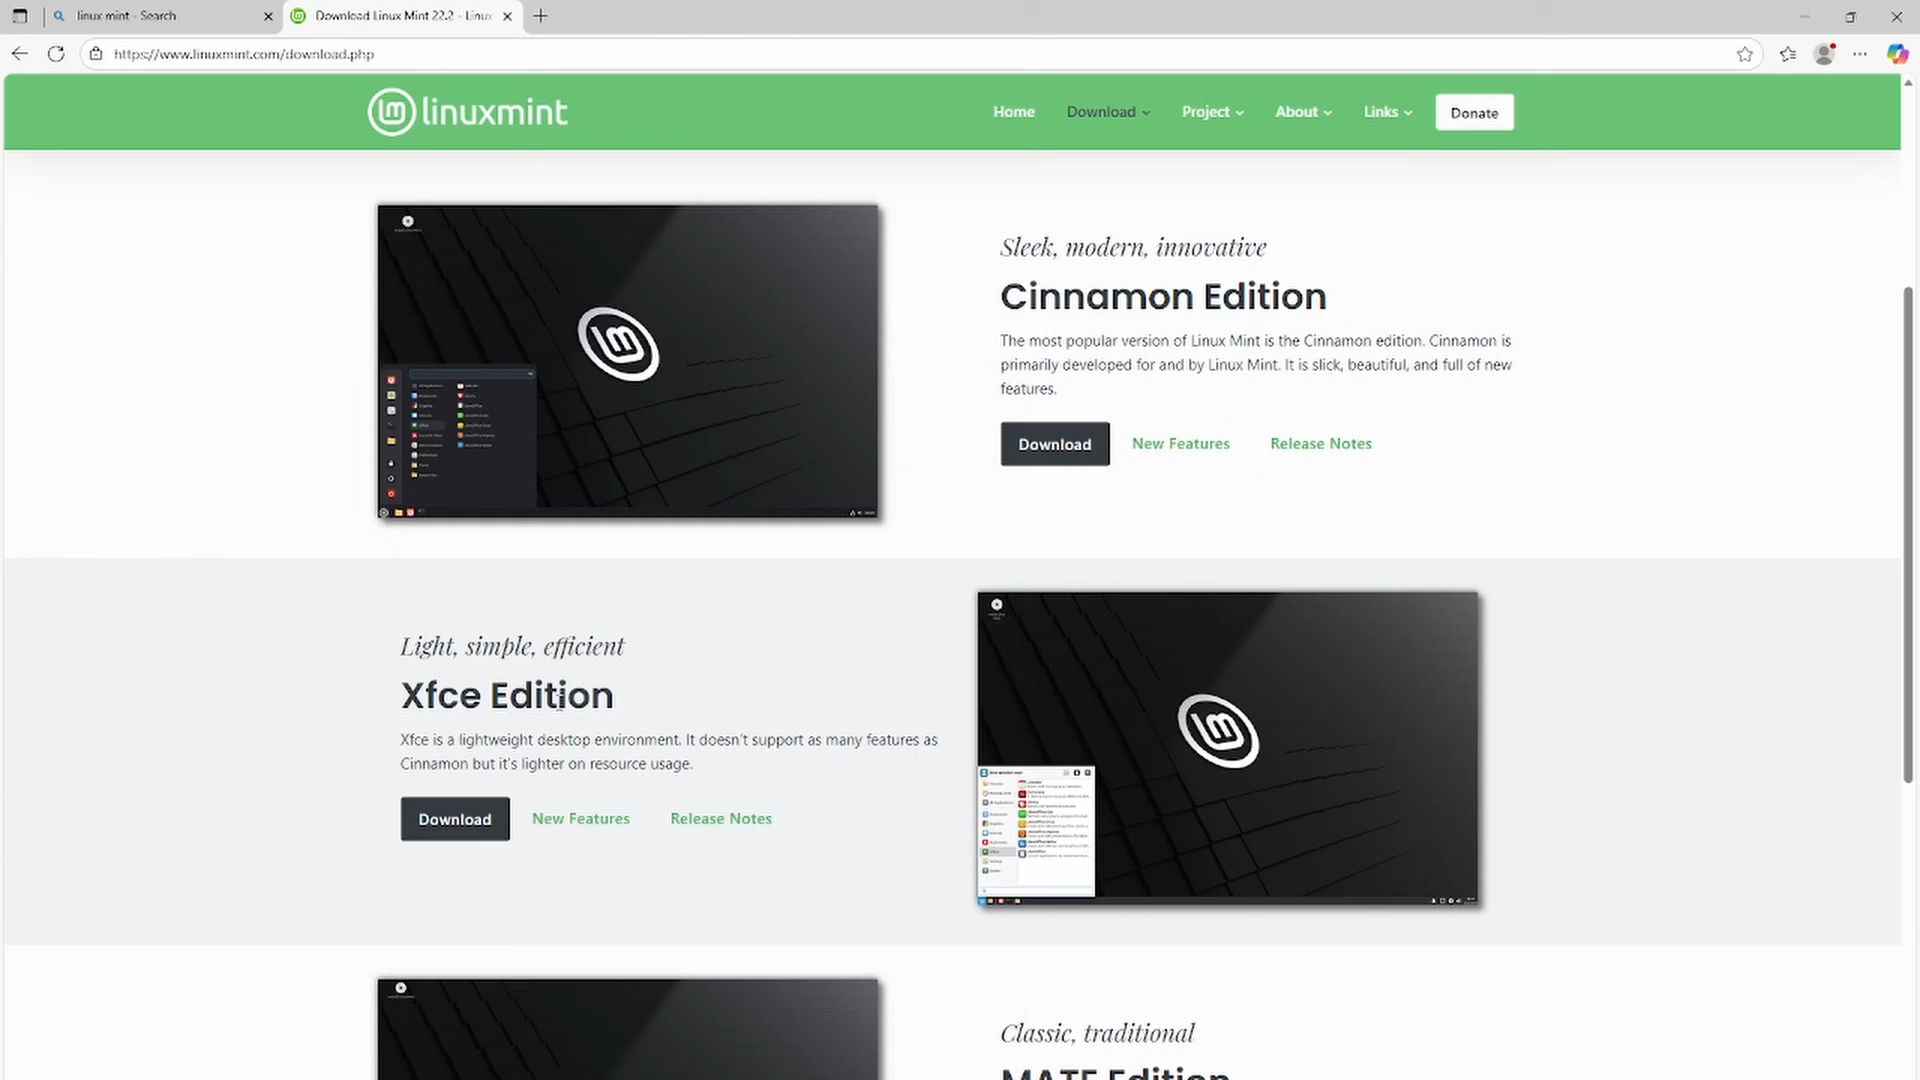 linux mint - Search
Download Linux Mint 22.2 - Linux
https://www.linuxmint.com/download.php
linuxmint
Home
Download
Project
About
Links
Donate
Sleek, modern, innovative
Cinnamon Edition
The most popular version of Linux Mint is the Cinnamon edition. Cinnamon is
primarily developed for and by Linux Mint. It is slick, beautiful, and full of new
features.
Download
New Features
Release Notes
Light, simple, efficient
Xfce Edition
Xfce is a lightweight desktop environment. It doesn't support as many features as
Cinnamon but it's lighter on resource usage.
Download
New Features
Release Notes
Classic, traditional
MATE Edition